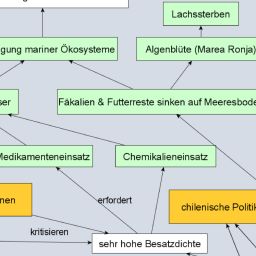 Lachssterben
gung mariner Ökosysteme
Algenblüte (Marea Ronja)
ser
Fäkalien & Futterreste sinken auf Meeresbode
Medikamenteneinsatz
Chemikalieneinsatz
nen
erfordert
chilenische Politik
kritisieren
sehr hohe Besatzdichte